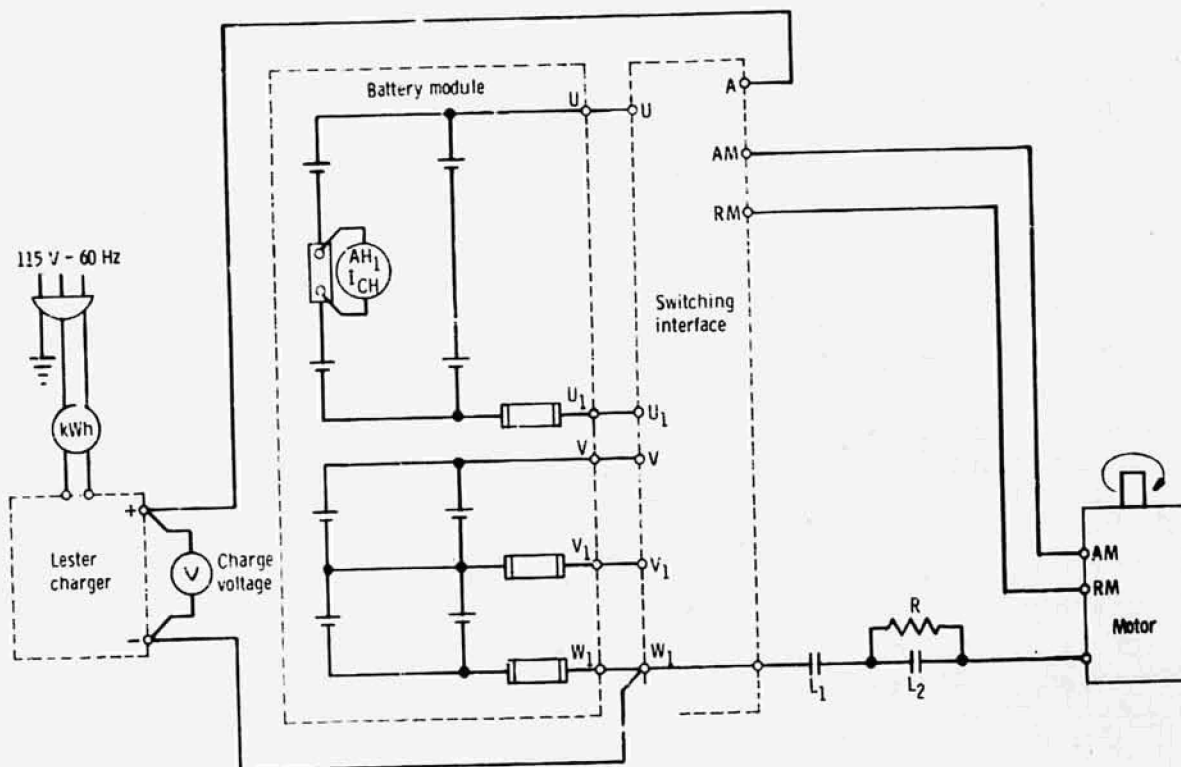 Battery module
U
U
A
AM
RM
115 V - 60 Hz
AH1
ICH
Switching
interface
kWh
U1
U1
V
V
+
Lester
charger
V
Charge
voltage
V1
V1
-
W1
W1
R
L1
L2
AM
RM
Motor